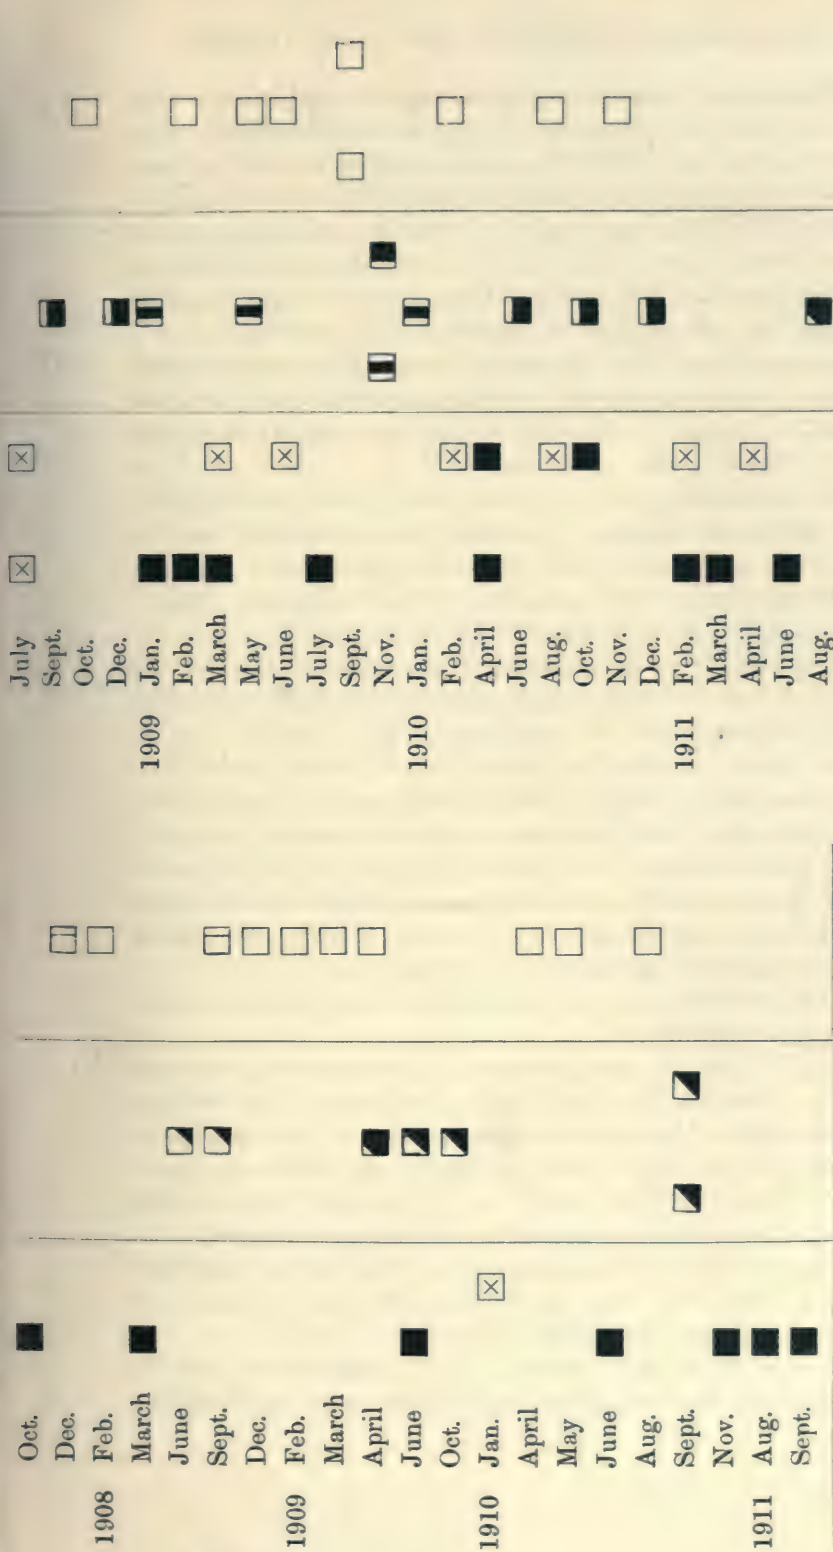 Oct.
Dec.
1908 Feb.
March
June
Sept.
Dec.
1909 Feb.
March
April
June
Oct.
1910 Jan.
April
May
June
Aug.
Sept.
Nov.
1911 Aug.
Sept.
July
Sept.
Oct.
Dec.
1909 Jan.
Feb.
March
May
June
July
Sept.
Nov.
1910 Jan.
Feb.
April
June
Aug.
Oct.
Nov.
Dec.
1911 Feb.
March
April
June
Aug.